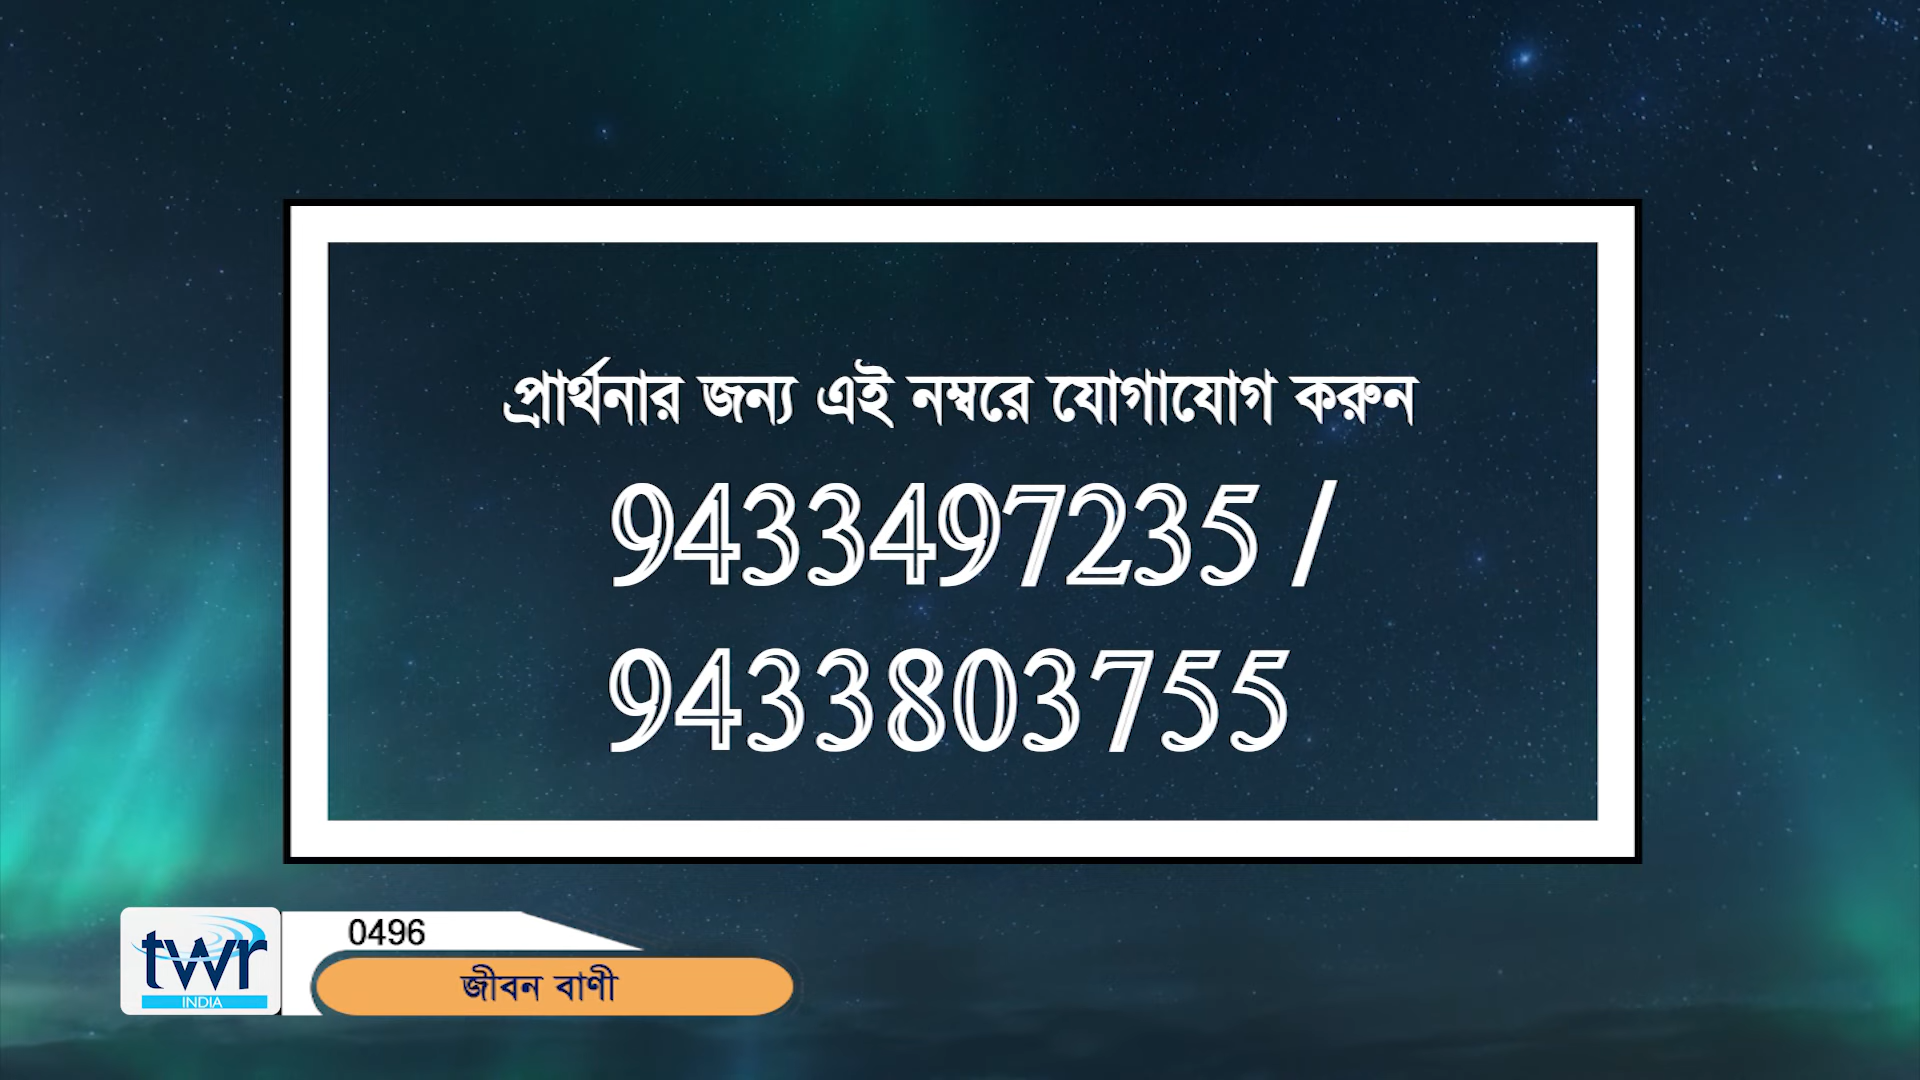 প্রার্থনার জন্য এই নম্বরে যোগাযোগ করুন
9433497235 /
9433803755
0496
twr
INDIA
জীবন বাণী